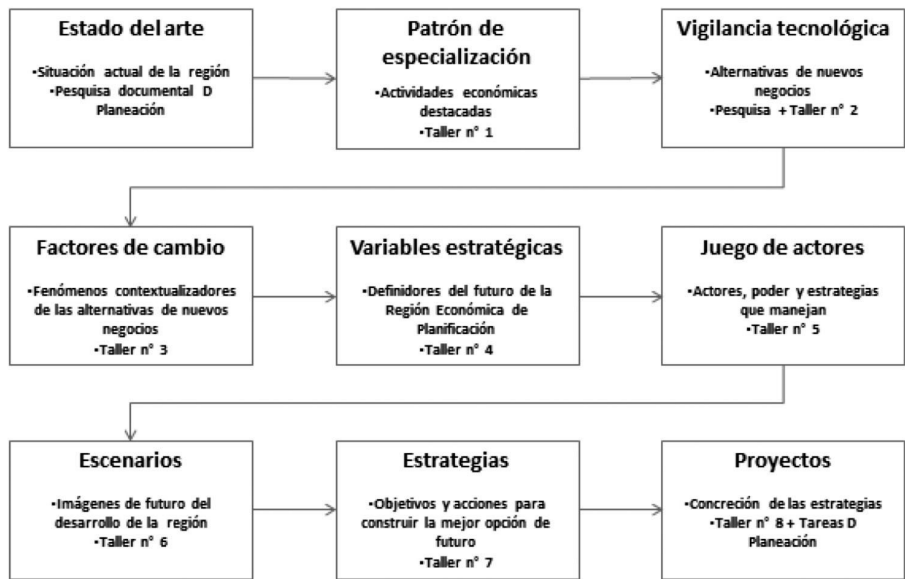 Estado del arte
•Situación actual de la región
•Pesquisa documental D
Planeación
Patrón de
especialización
•Actividades económicas
destacadas
•Taller n° 1
Vigilancia tecnológica
•Alternativas de nuevos
negocios
•Pesquisa + Taller n° 2
Factores de cambio
•Fenómenos contextualizadores
de las alternativas de nuevos
negocios
•Taller n° 3
Variables estratégicas
•Definidores del futuro de la
Región Económica de
Planificación
•Taller n° 4
Juego de actores
•Actores, poder y estrategias
que manejan
•Taller n° 5
Escenarios
•Imágenes de futuro del
desarrollo de la región
•Taller n° 6
Estrategias
•Objetivos y acciones para
construir la mejor opción de
futuro
•Taller n° 7
Proyectos
•Concreción de las estrategias
•Taller n° 8 + Tareas D
Planeación